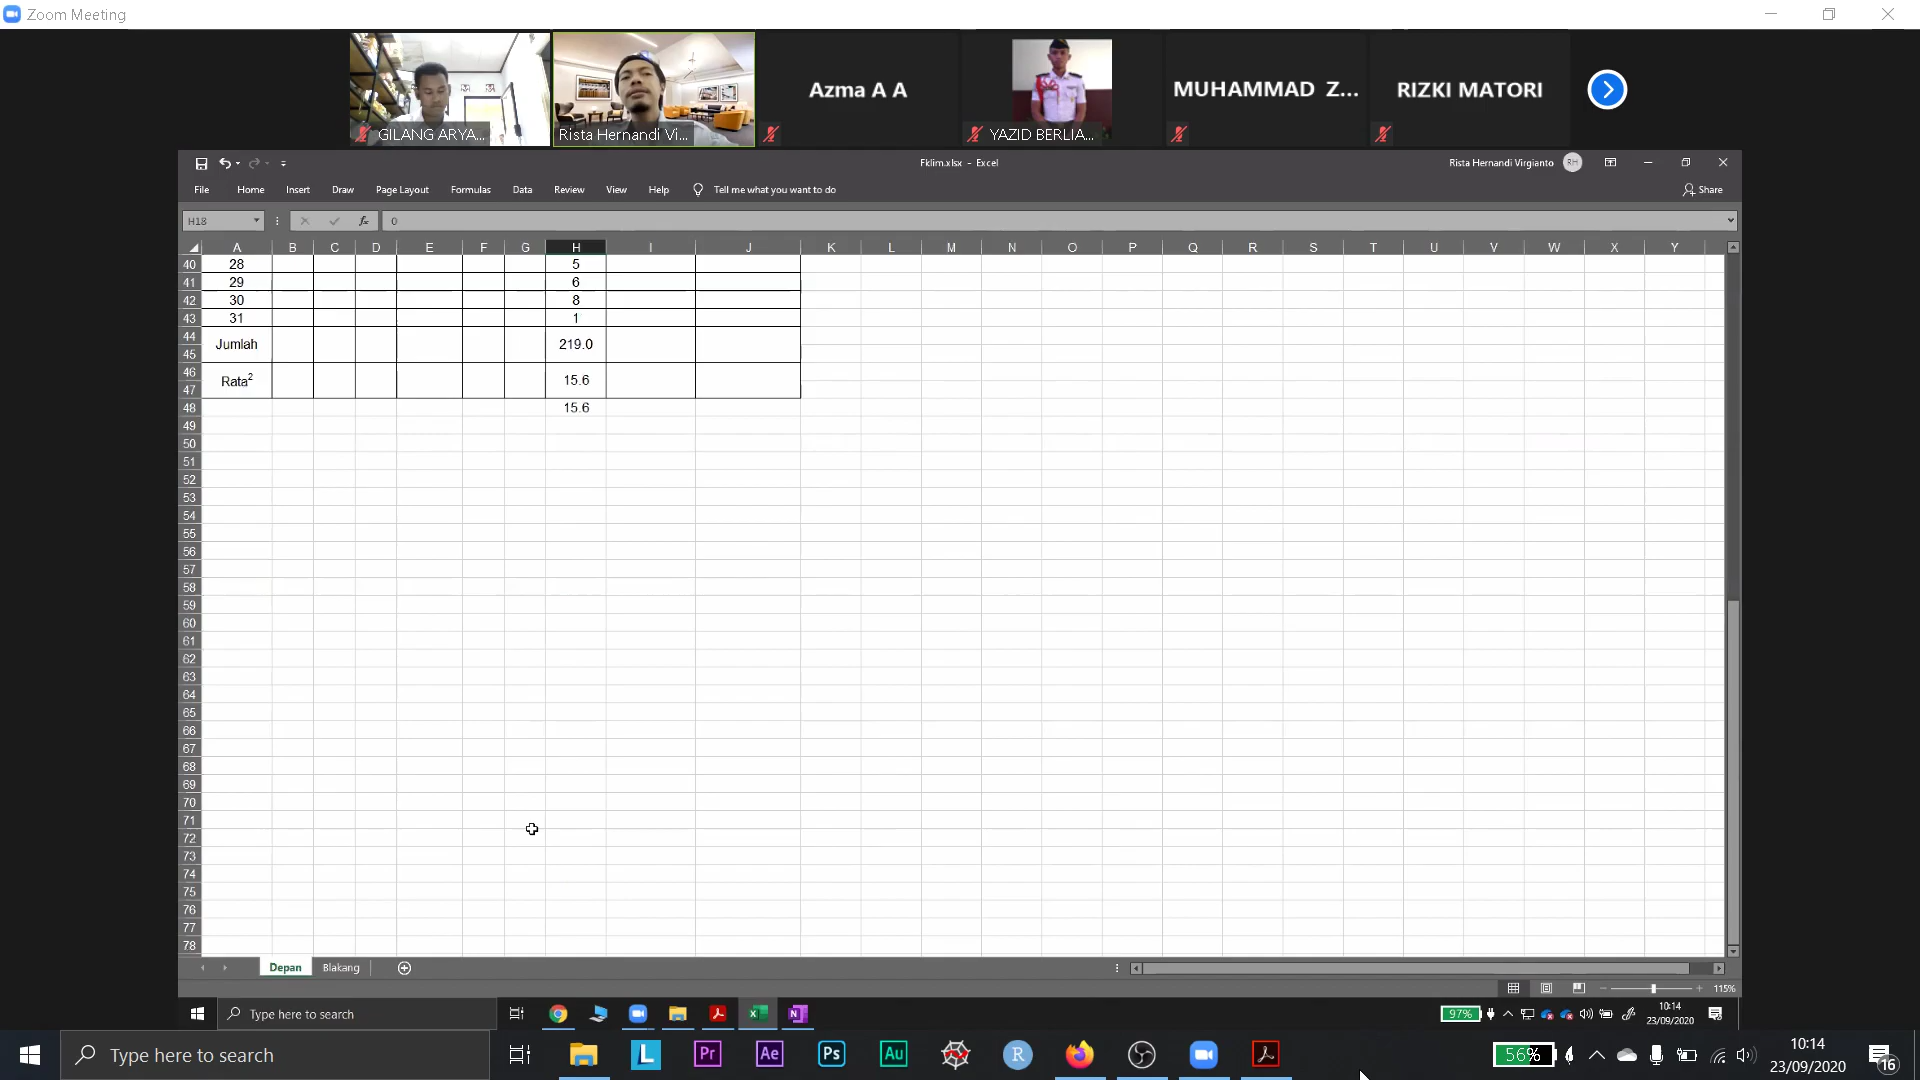 Zoom Meeting
GILANG ARYA...
Rista Hernandi Vi...
Azma A A
YAZID BERLIA...
MUHAMMAD Z...
RIZKI MATORI
Fklim.xlsx - Excel
Rista Hernandi Virgianto
RH
File Home Insert Draw Page Layout Formulas Data Review View Help Tell me what you want to do
Share
H18
fx
0
A B C D E F G H I J K L M N O P Q R S T U V W X Y
40 28 5
41 29 6
42 30 8
43 31 1
44
Jumlah 219.0
45
46
Rata2 15.6
47
48 15.6
49
50
51
52
53
54
55
56
57
58
59
60
61
62
63
64
65
66
67
68
69
70
71
72
73
74
75
76
77
78
Depan Blakang
115%
Type here to search
97%
10:14
23/09/2020
Type here to search
L
Pr
Ae
Ps
Au
R
56%
10:14
23/09/2020
16